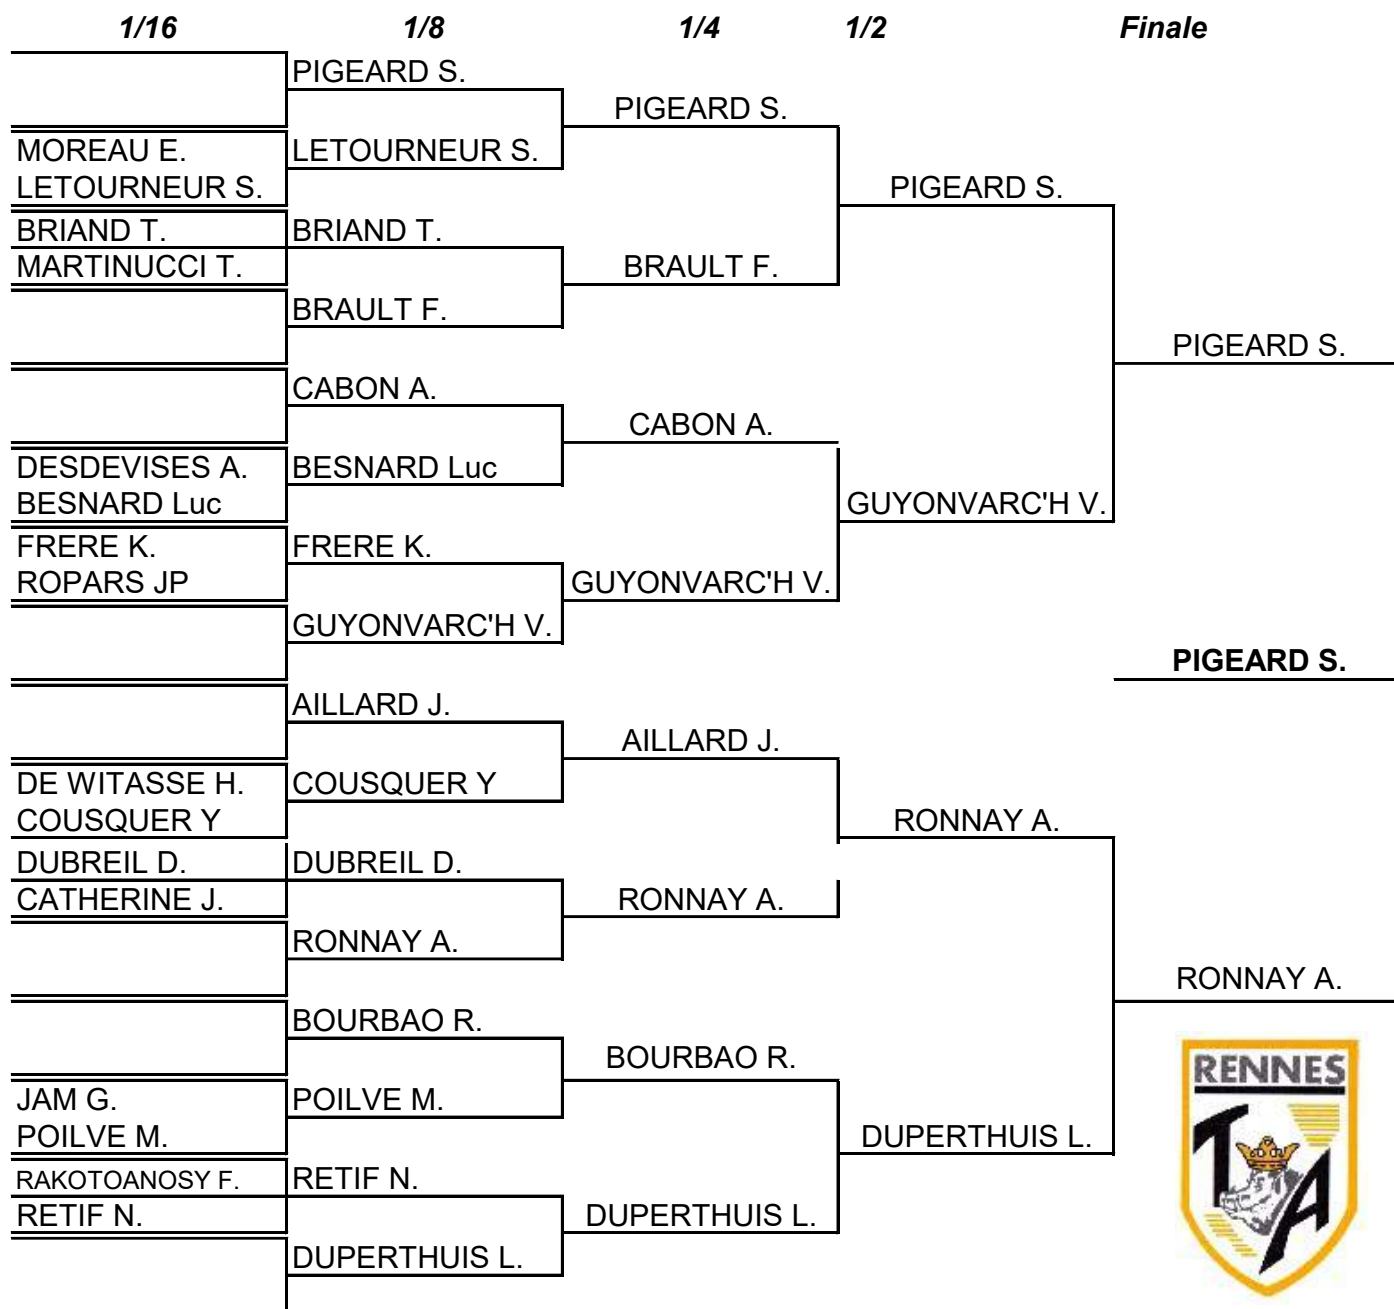 1/16 1/8 1/4 1/2 Finale
PIGEARD S.
PIGEARD S.
MOREAU E. LETOURNEUR S.
LETOURNEUR S. PIGEARD S.
BRIAND T. BRIAND T.
MARTINUCCI T. BRAULT F.
BRAULT F.
PIGEARD S.
CABON A.
CABON A.
DESDEVISES A. BESNARD Luc
BESNARD Luc GUYONVARC'H V.
FRERE K. FRERE K.
ROPARS JP GUYONVARC'H V.
GUYONVARC'H V.
PIGEARD S.
AILLARD J.
AILLARD J.
DE WITASSE H. COUSQUER Y
COUSQUER Y RONNAY A.
DUBREIL D. DUBREIL D.
CATHERINE J. RONNAY A.
RONNAY A.
RONNAY A.
BOURBAO R.
BOURBAO R.
RENNES
JAM G. POILVE M.
POILVE M. DUPERTHUIS L.
TA
RAKOTOANOSY F. RETIF N.
RETIF N. DUPERTHUIS L.
DUPERTHUIS L.